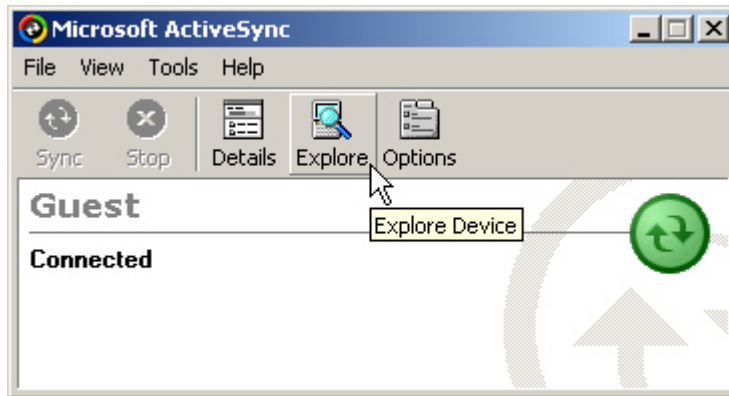 Microsoft ActiveSync
File View Tools Help
Sync Stop Details Explore Options
Guest
Explore Device
Connected